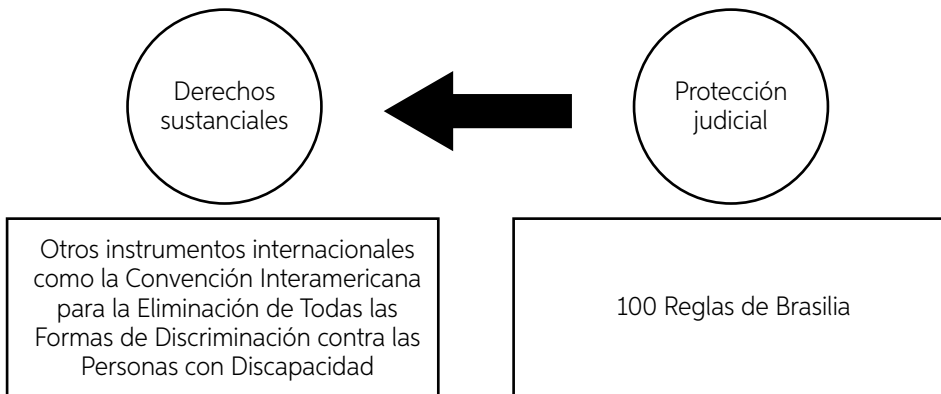 Derechos
sustanciales
Protección
judicial
Otros instrumentos internacionales
como la Convención Interamericana
para la Eliminación de Todas las
Formas de Discriminación contra las
Personas con Discapacidad
100 Reglas de Brasilia